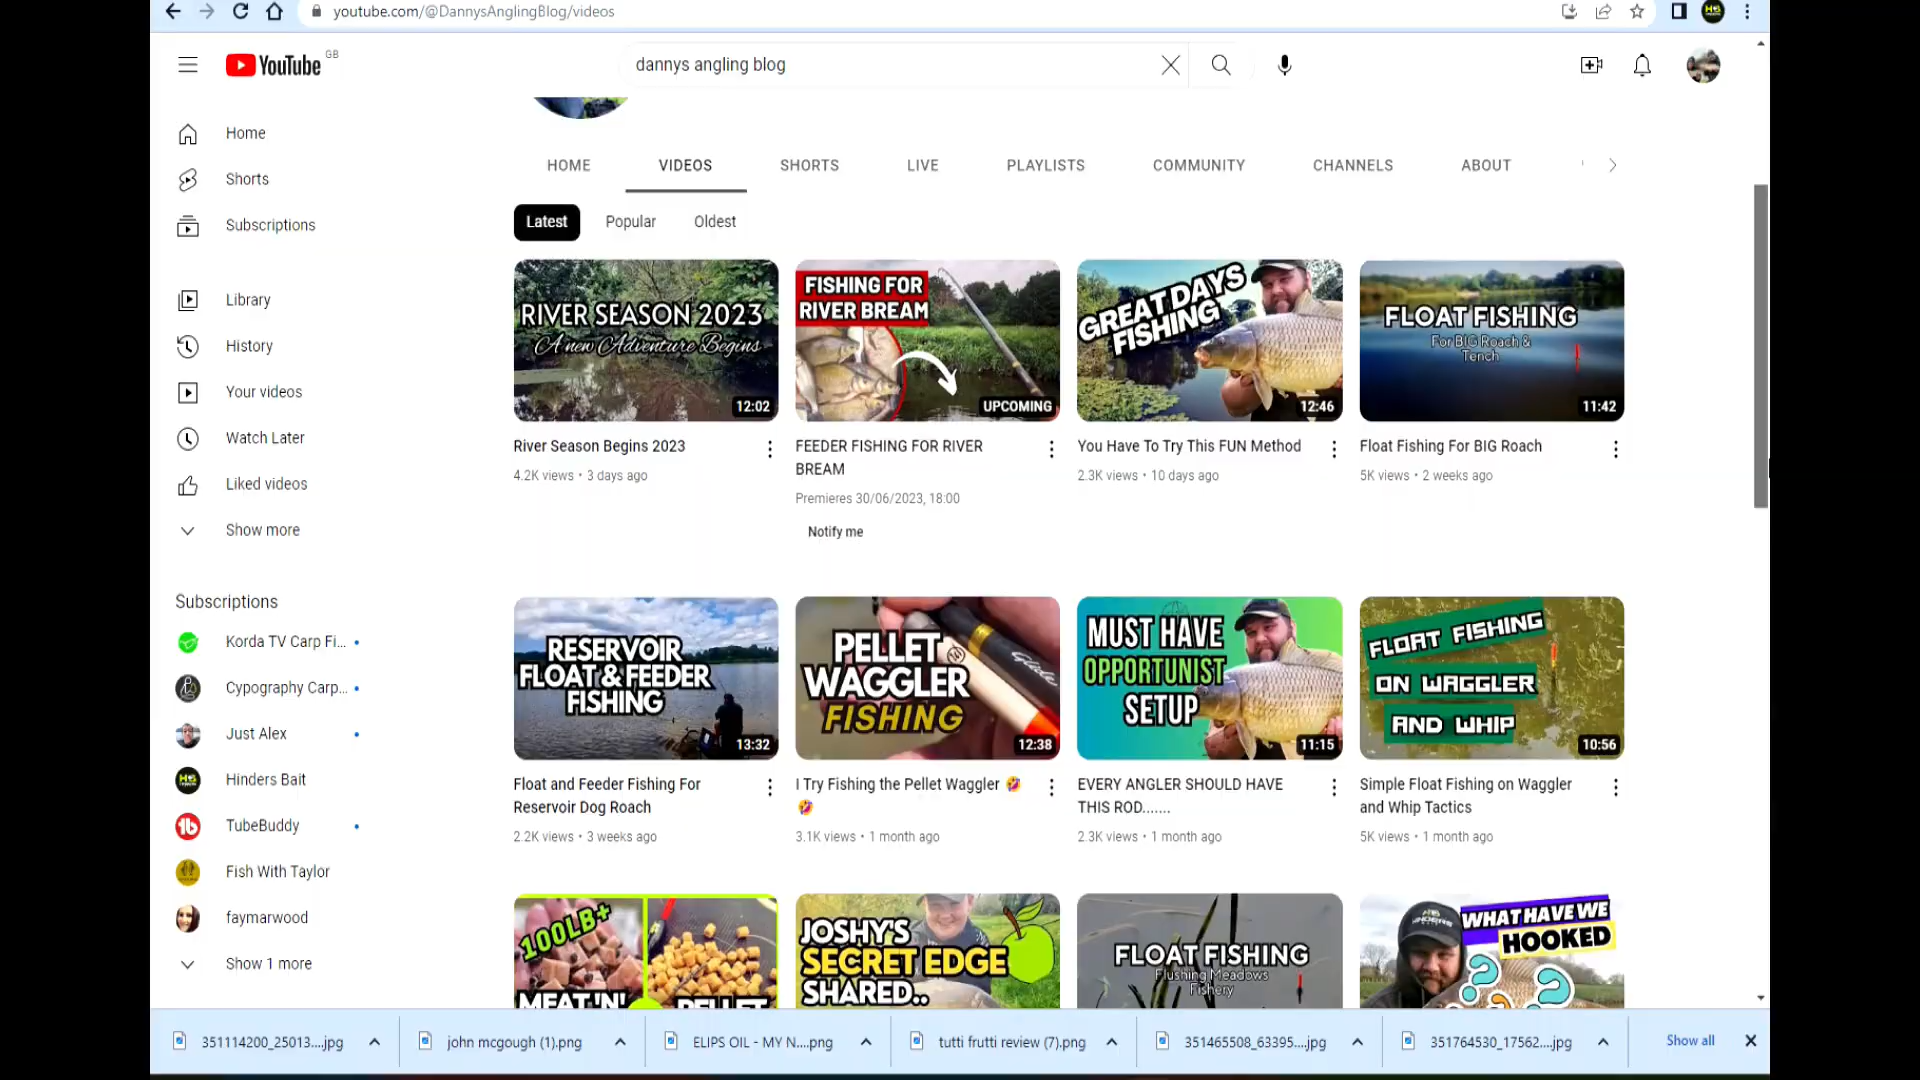 youtube.com/@DannysAnglingBlog/videos
YouTube GB
dannys angling blog
Home
Shorts
Subscriptions
Library
History
Your videos
Watch Later
Liked videos
Show more
Subscriptions
Korda TV Carp Fi...
Cypography Carp...
Just Alex
Hinders Bait
TubeBuddy
Fish With Taylor
faymarwood
Show 1 more
HOME VIDEOS SHORTS LIVE PLAYLISTS COMMUNITY CHANNELS ABOUT
Latest Popular Oldest
RIVER SEASON 2023
A new Adventure Begins
12:02
River Season Begins 2023
4.2K views • 3 days ago
FISHING FOR
RIVER BREAM
UPCOMING
FEEDER FISHING FOR RIVER
BREAM
Premieres 30/06/2023, 18:00
Notify me
GREAT DAYS
FISHING
12:46
You Have To Try This FUN Method
2.3K views • 10 days ago
FLOAT FISHING
For BIG Roach &
Tench
11:42
Float Fishing For BIG Roach
5K views • 2 weeks ago
RESERVOIR
FLOAT & FEEDER
FISHING
13:32
Float and Feeder Fishing For
Reservoir Dog Roach
2.2K views • 3 weeks ago
PELLET
WAGGLER
FISHING
12:38
I Try Fishing the Pellet Waggler 🤣
🤣
3.1K views • 1 month ago
MUST HAVE
OPPORTUNIST
SETUP
11:15
EVERY ANGLER SHOULD HAVE
THIS ROD.......
2.3K views • 1 month ago
FLOAT FISHING
ON WAGGLER
AND WHIP
10:56
Simple Float Fishing on Waggler
and Whip Tactics
5K views • 1 month ago
100LB+
MEAT 'N'
PELLET
JOSHY'S
SECRET EDGE
SHARED..
FLOAT FISHING
Flushing Meadows
Fishery
WHAT HAVE WE
HOOKED
HINDERS
???
351114200_25013....jpg
john mcgough (1).png
ELIPS OIL - MY N....png
tutti frutti review (7).png
351465508_63395....jpg
351764530_17562....jpg
Show all